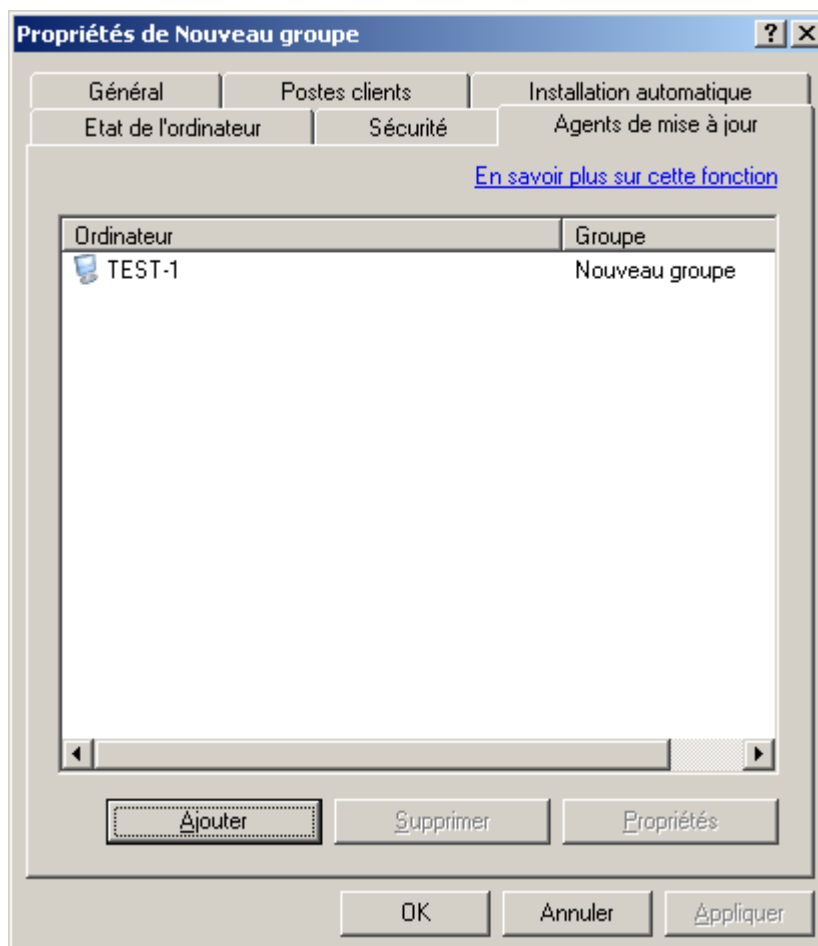 Propriétés de Nouveau groupe
Général Postes clients Installation automatique
Etat de l'ordinateur Sécurité Agents de mise à jour
En savoir plus sur cette fonction
Ordinateur Groupe
TEST-1 Nouveau groupe
Ajouter Supprimer Propriétés
OK Annuler Appliquer